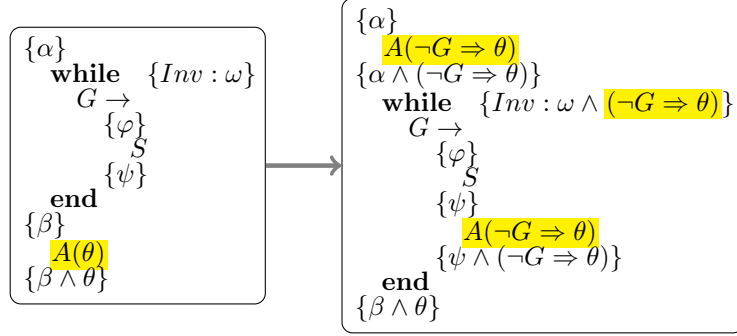 {α}
while {Inv : ω}
G →
{φ}
S
{ψ}
end
{β}
A(θ)
{β ∧ θ}
{α}
A(¬G ⇒ θ)
{α ∧ (¬G ⇒ θ)}
while {Inv : ω ∧ (¬G ⇒ θ)}
G →
{φ}
S
{ψ}
A(¬G ⇒ θ)
{ψ ∧ (¬G ⇒ θ)}
end
{β ∧ θ}